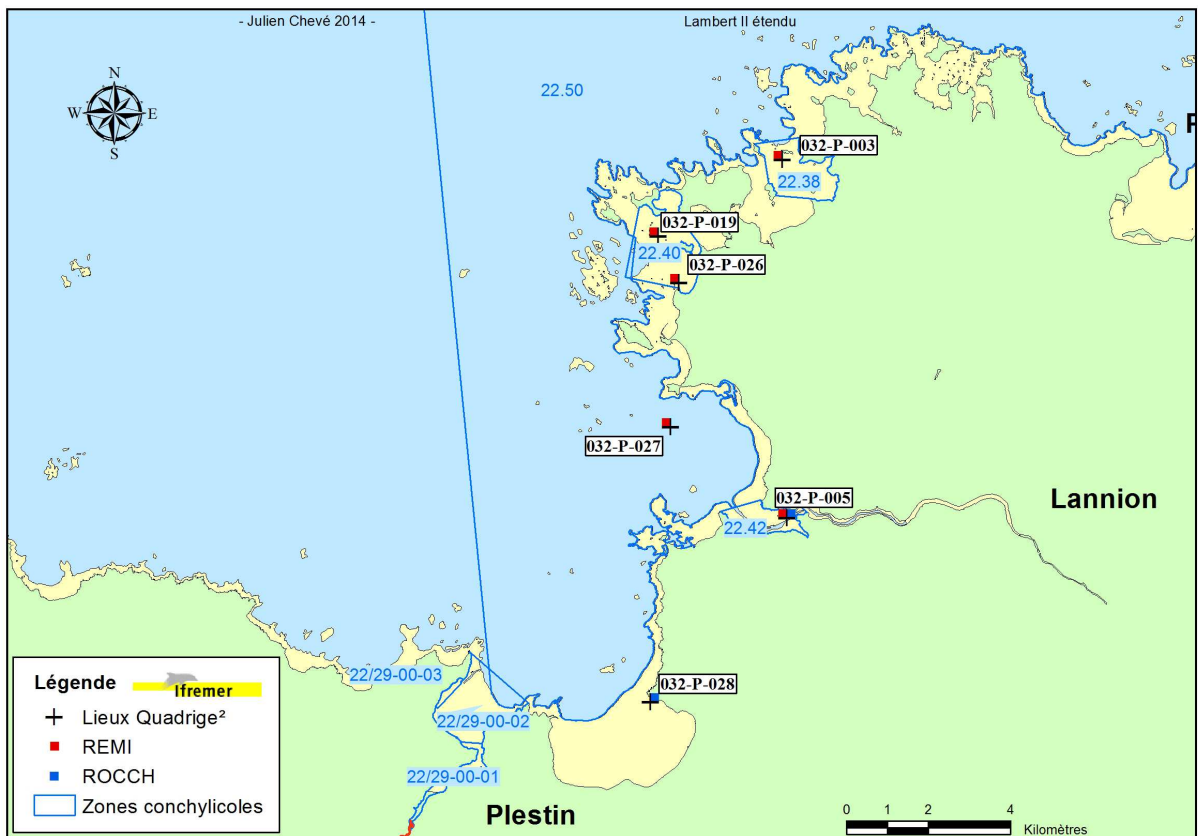 - Julien Chevé 2014 -
Lambert II étendu
N
W E
S
22.50
032-P-003
22.38
032-P-019
22.40
032-P-026
032-P-027
032-P-005
22.42
Lannion
22/29-00-03
032-P-028
22/29-00-02
22/29-00-01
Plestin
Légende
Ifremer
Lieux Quadrige²
REMI
ROCCH
Zones conchylicoles
0 1 2 4
Kilomètres